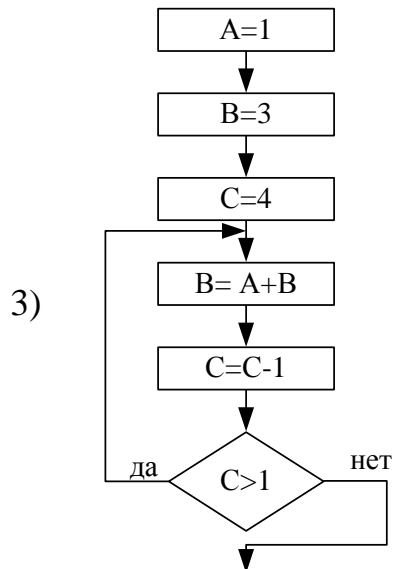 A=1
B=3
C=4
3)
B= A+B
C=C-1
да
C>1
нет